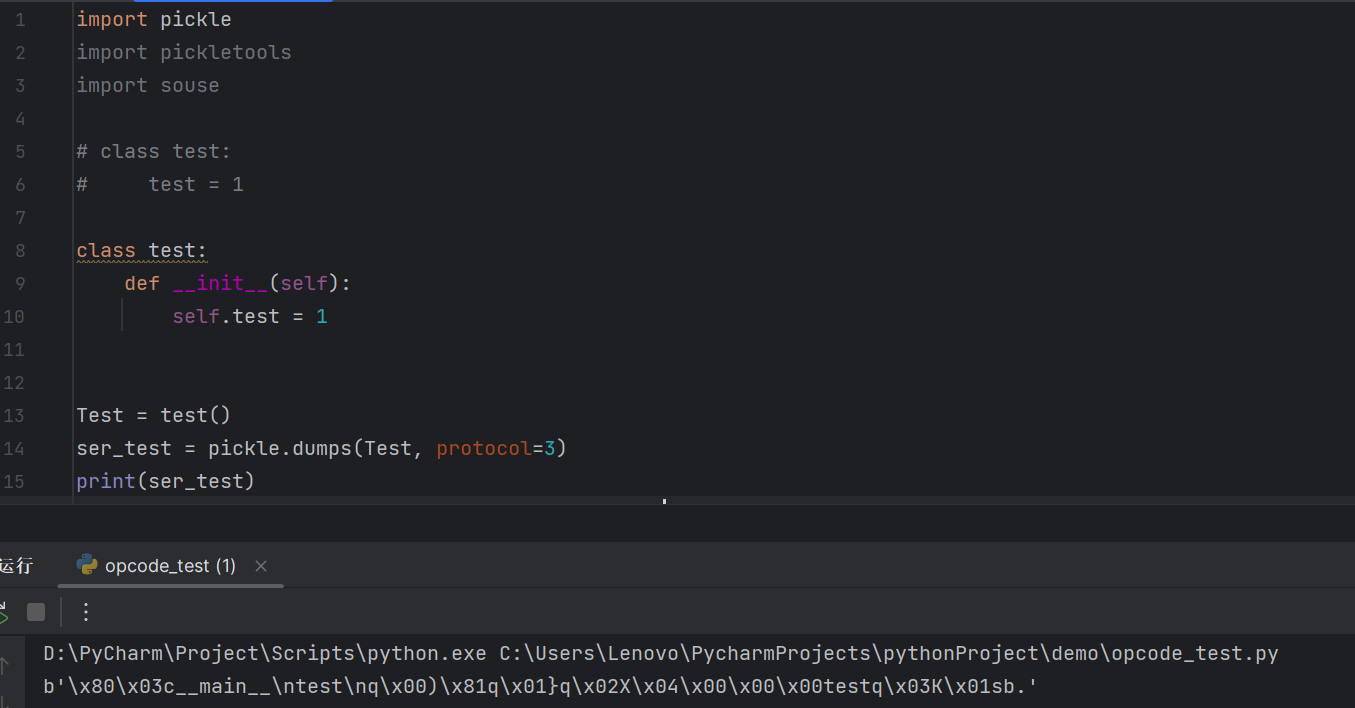 1 import pickle
2 import pickletools
3 import souse
4
5 # class test:
6 #     test = 1
7
8 class test:
9     def __init__(self):
10         self.test = 1
11
12
13 Test = test()
14 ser_test = pickle.dumps(Test, protocol=3)
15 print(ser_test)
运行 opcode_test (1)
D:\PyCharm\Project\Scripts\python.exe C:\Users\Lenovo\PycharmProjects\pythonProject\demo\opcode_test.py
b'\x80\x03c__main__\ntest\nq\x00)\x81q\x01}q\x02X\x04\x00\x00\x00testq\x03K\x01sb.'